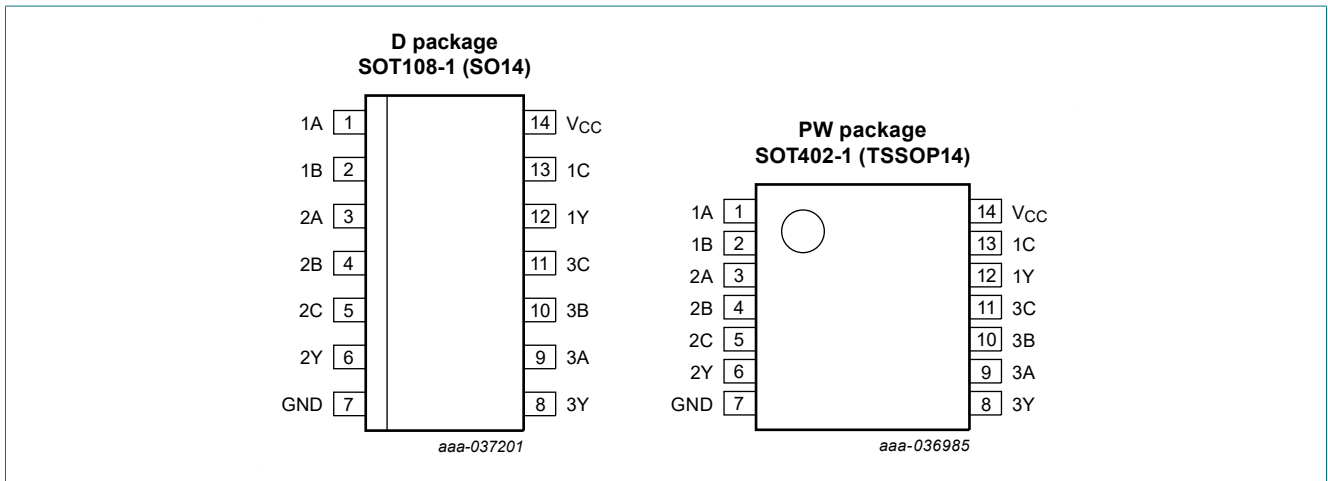 D package
SOT108-1 (SO14)
1A 1 14 VCC
1B 2 13 1C
2A 3 12 1Y
2B 4 11 3C
2C 5 10 3B
2Y 6 9 3A
GND 7 8 3Y
aaa-037201
PW package
SOT402-1 (TSSOP14)
1A 1 14 VCC
1B 2 13 1C
2A 3 12 1Y
2B 4 11 3C
2C 5 10 3B
2Y 6 9 3A
GND 7 8 3Y
aaa-036985